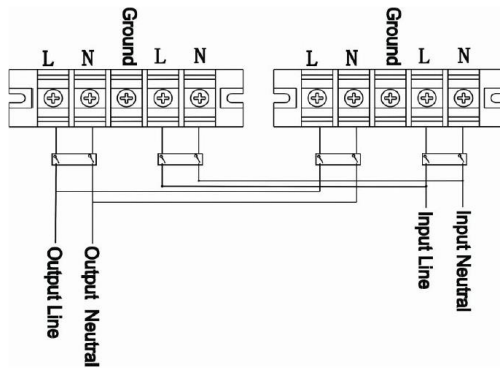 L N Ground L N
L N Ground L N
Output Line
Output Neutral
Input Line
Input Neutral